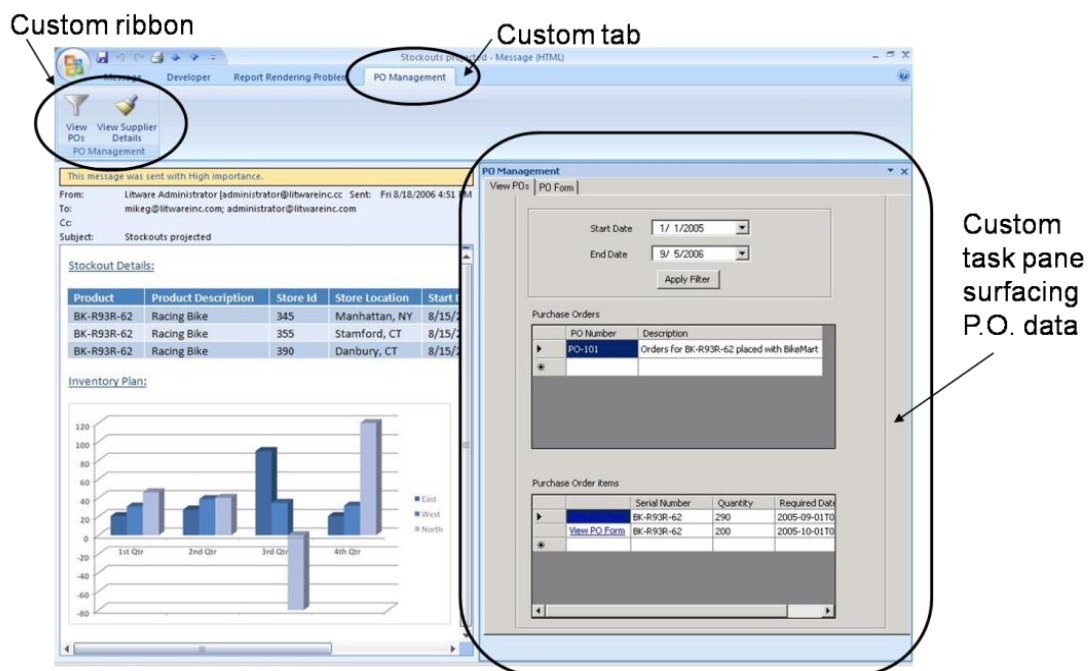 Custom ribbon
Custom tab
Stockouts projected - Message (HTML)
Message Developer Report Rendering Problem PO Management
View POs
View Supplier Details
PO Management
This message was sent with High importance.
From: Litware Administrator [administrator@litwareinc.cc Sent: Fri 8/18/2006 4:51 PM
To: mikeg@litwareinc.com; administrator@litwareinc.com
Cc:
Subject: Stockouts projected
Stockout Details:
Product Product Description Store Id Store Location Start
BK-R93R-62 Racing Bike 345 Manhattan, NY 8/15/2
BK-R93R-62 Racing Bike 355 Stamford, CT 8/15/2
BK-R93R-62 Racing Bike 390 Danbury, CT 8/15/2
Inventory Plan:
120
100
80
60
40
20
0
-20
-40
-60
-80
1st Qtr 2nd Qtr 3rd Qtr 4th Qtr
East
West
North
PO Management
View POs PO Form
Start Date 1/ 1/2005
End Date 9/ 5/2006
Apply Filter
Purchase Orders
PO Number Description
PO-101 Orders for BK-R93R-62 placed with BikeMart
Purchase Order items
Serial Number Quantity Required Date
BK-R93R-62 290 2005-09-01T0
View PO Form BK-R93R-62 200 2005-10-01T0
Custom
task pane
surfacing
P.O. data